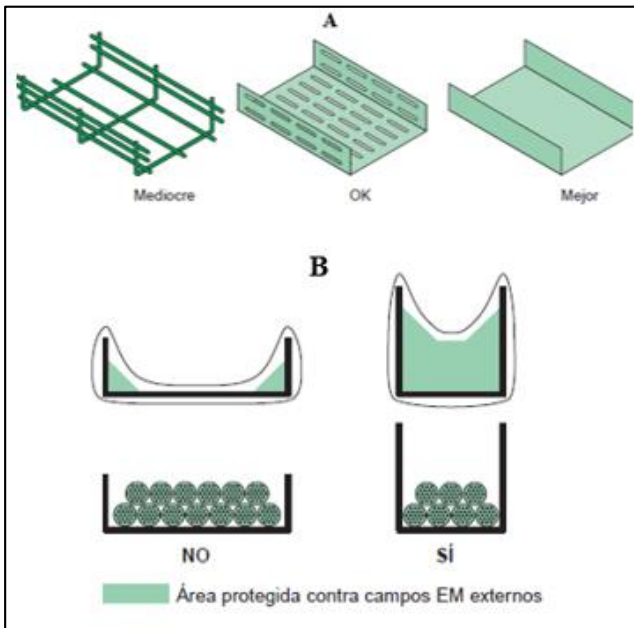 A
Mediocre OK Mejor
B
NO SÍ
Área protegida contra campos EM externos